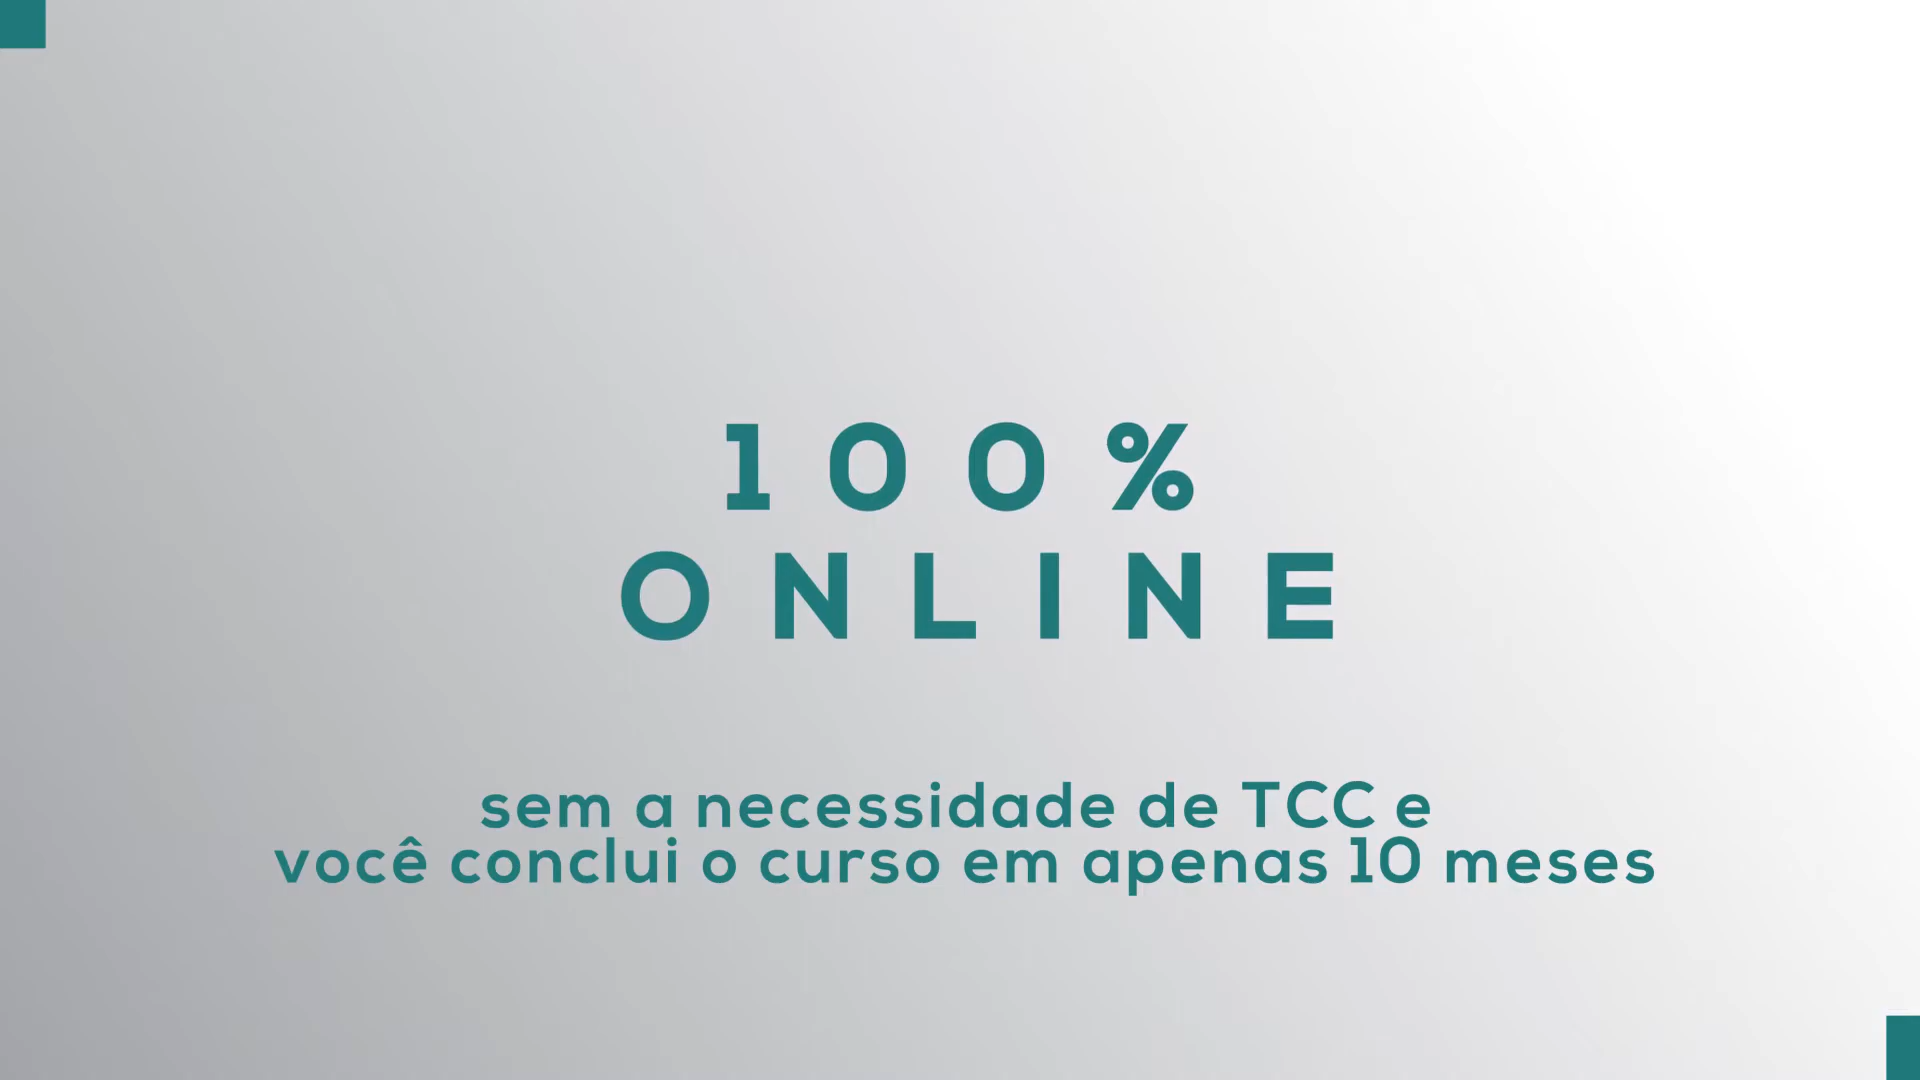 100%
ONLINE
sem a necessidade de TCC e
você conclui o curso em apenas 10 meses